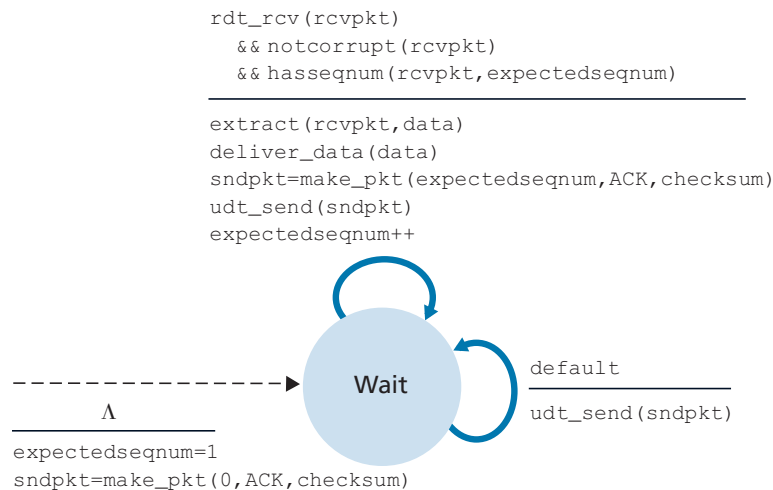 rdt_rcv(rcvpkt)
&& notcorrupt(rcvpkt)
&& hasseqnum(rcvpkt,expectedseqnum)
extract(rcvpkt,data)
deliver_data(data)
sndpkt=make_pkt(expectedseqnum,ACK,checksum)
udt_send(sndpkt)
expectedseqnum++
Wait
default
udt_send(sndpkt)
Λ
expectedseqnum=1
sndpkt=make_pkt(0,ACK,checksum)